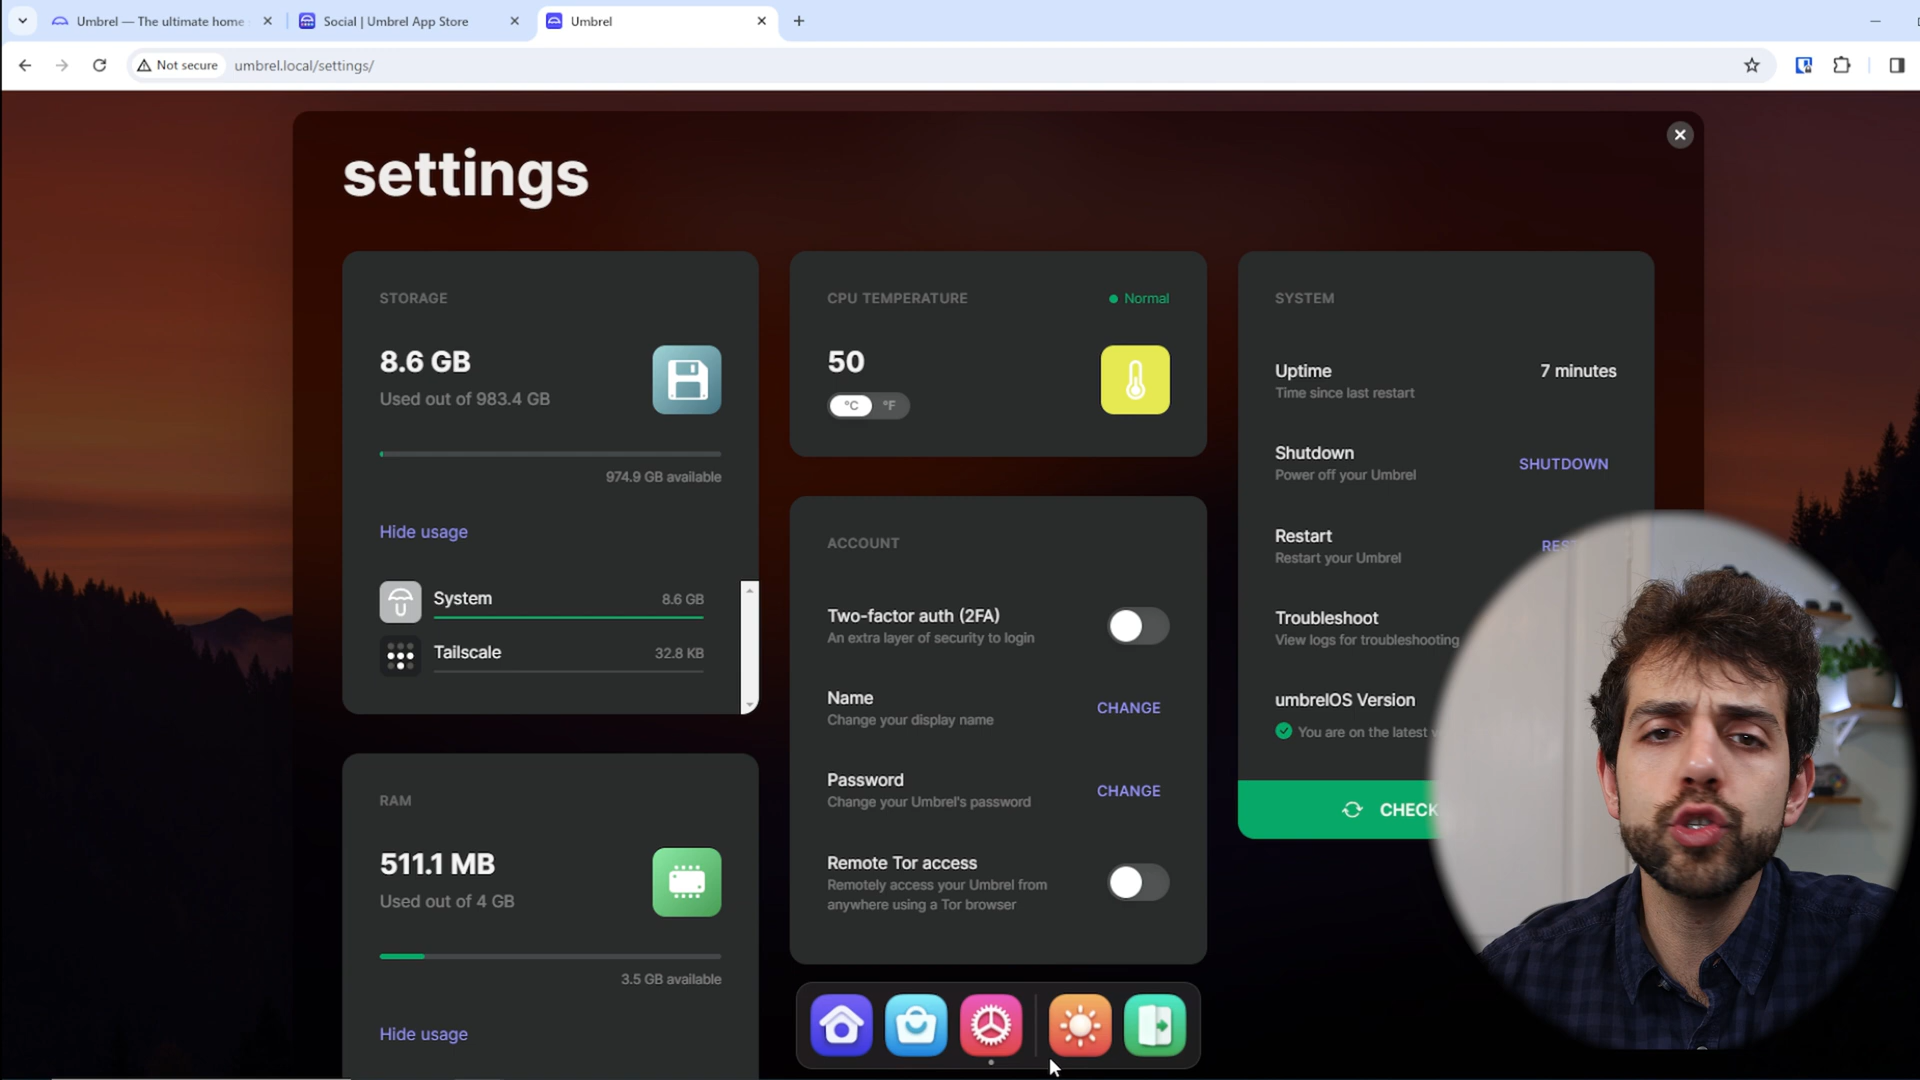 Umbrel — The ultimate home
Social | Umbrel App Store
Umbrel
Not secure
umbrel.local/settings/
settings
STORAGE
8.6 GB
Used out of 983.4 GB
974.9 GB available
Hide usage
System
8.6 GB
Tailscale
32.8 KB
RAM
511.1 MB
Used out of 4 GB
3.5 GB available
Hide usage
CPU TEMPERATURE
Normal
50
°C
°F
ACCOUNT
Two-factor auth (2FA)
An extra layer of security to login
Name
Change your display name
CHANGE
Password
Change your Umbrel's password
CHANGE
Remote Tor access
Remotely access your Umbrel from
anywhere using a Tor browser
SYSTEM
Uptime
7 minutes
Time since last restart
Shutdown
Power off your Umbrel
SHUTDOWN
Restart
Restart your Umbrel
Troubleshoot
View logs for troubleshooting
umbrelOS Version
You are on the latest
CHECK